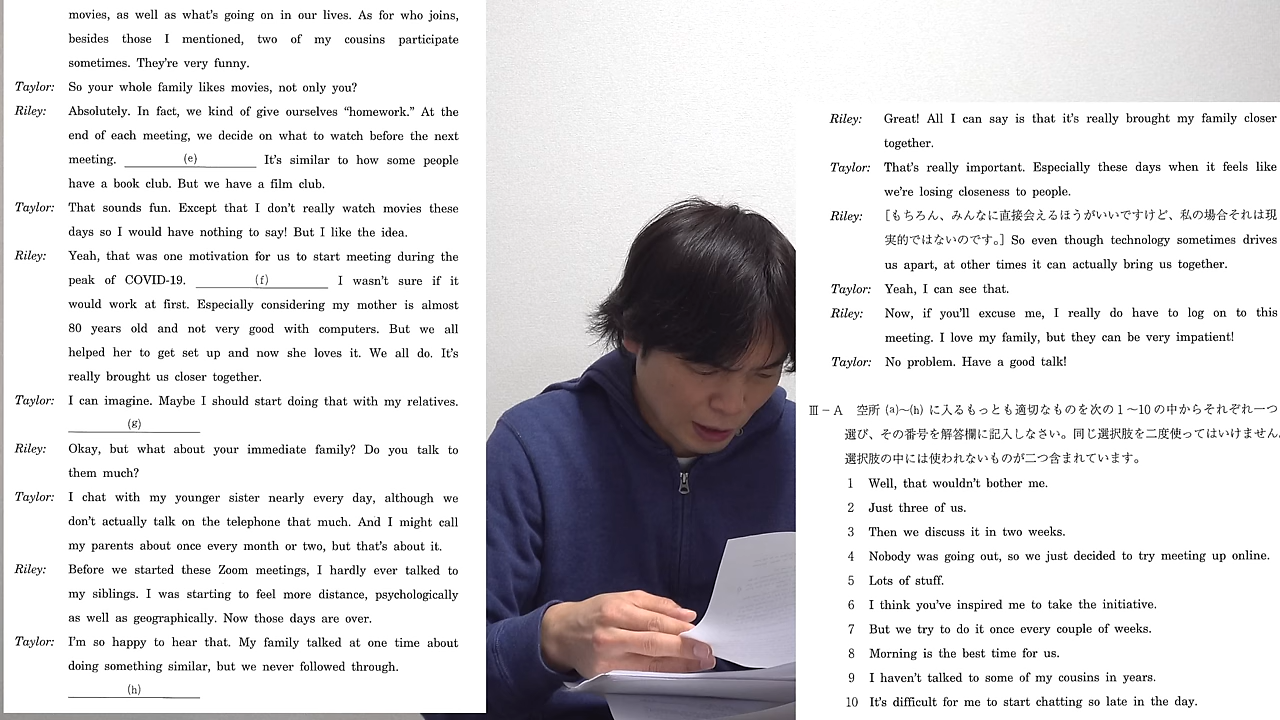 movies, as well as what's going on in our lives. As for who joins,
besides those I mentioned, two of my cousins participate
sometimes. They're very funny.
Taylor: So your whole family likes movies, not only you?
Riley: Absolutely. In fact, we kind of give ourselves “homework.” At the
end of each meeting, we decide on what to watch before the next
meeting. (e) It's similar to how some people
have a book club. But we have a film club.
Taylor: That sounds fun. Except that I don't really watch movies these
days so I would have nothing to say! But I like the idea.
Riley: Yeah, that was one motivation for us to start meeting during the
peak of COVID-19. (f) I wasn't sure if it
would work at first. Especially considering my mother is almost
80 years old and not very good with computers. But we all
helped her to get set up and now she loves it. We all do. It's
really brought us closer together.
Taylor: I can imagine. Maybe I should start doing that with my relatives.
(g)
Riley: Okay, but what about your immediate family? Do you talk to
them much?
Taylor: I chat with my younger sister nearly every day, although we
don't actually talk on the telephone that much. And I might call
my parents about once every month or two, but that's about it.
Riley: Before we started these Zoom meetings, I hardly ever talked to
my siblings. I was starting to feel more distance, psychologically
as well as geographically. Now those days are over.
Taylor: I'm so happy to hear that. My family talked at one time about
doing something similar, but we never followed through.
(h)
Riley: Great! All I can say is that it's really brought my family closer
together.
Taylor: That's really important. Especially these days when it feels like
we're losing closeness to people.
Riley: [もちろん、みんなに直接会えるほうがいいですけど、私の場合それは現
実的ではないのです。] So even though technology sometimes drives
us apart, at other times it can actually bring us together.
Taylor: Yeah, I can see that.
Riley: Now, if you'll excuse me, I really do have to log on to this
meeting. I love my family, but they can be very impatient!
Taylor: No problem. Have a good talk!
Ⅲ－A 空所 (a)～(h) に入るもっとも適切なものを次の1～10の中からそれぞれ一つ
選び、その番号を解答欄に記入しなさい。同じ選択肢を二度使ってはいけません。
選択肢の中には使われないものが二つ含まれています。
1 Well, that wouldn't bother me.
2 Just three of us.
3 Then we discuss it in two weeks.
4 Nobody was going out, so we just decided to try meeting up online.
5 Lots of stuff.
6 I think you've inspired me to take the initiative.
7 But we try to do it once every couple of weeks.
8 Morning is the best time for us.
9 I haven't talked to some of my cousins in years.
10 It's difficult for me to start chatting so late in the day.